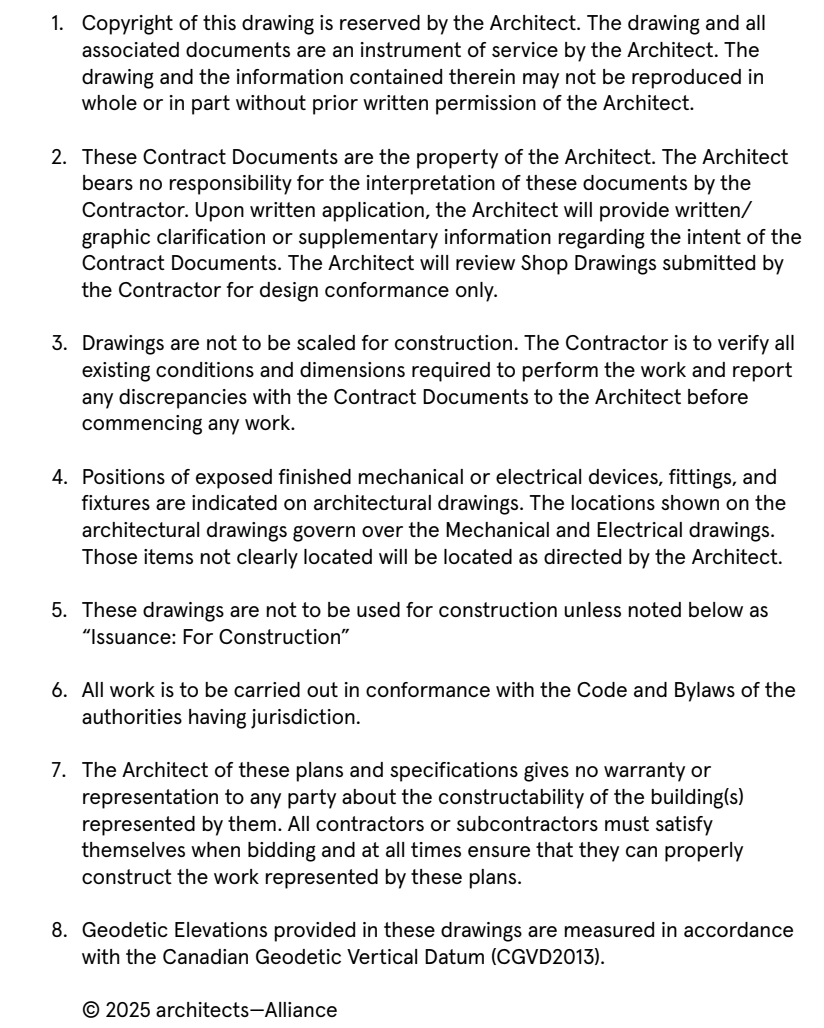 1. Copyright of this drawing is reserved by the Architect. The drawing and all
associated documents are an instrument of service by the Architect. The
drawing and the information contained therein may not be reproduced in
whole or in part without prior written permission of the Architect.
2. These Contract Documents are the property of the Architect. The Architect
bears no responsibility for the interpretation of these documents by the
Contractor. Upon written application, the Architect will provide written/
graphic clarification or supplementary information regarding the intent of the
Contract Documents. The Architect will review Shop Drawings submitted by
the Contractor for design conformance only.
3. Drawings are not to be scaled for construction. The Contractor is to verify all
existing conditions and dimensions required to perform the work and report
any discrepancies with the Contract Documents to the Architect before
commencing any work.
4. Positions of exposed finished mechanical or electrical devices, fittings, and
fixtures are indicated on architectural drawings. The locations shown on the
architectural drawings govern over the Mechanical and Electrical drawings.
Those items not clearly located will be located as directed by the Architect.
5. These drawings are not to be used for construction unless noted below as
“Issuance: For Construction”
6. All work is to be carried out in conformance with the Code and Bylaws of the
authorities having jurisdiction.
7. The Architect of these plans and specifications gives no warranty or
representation to any party about the constructability of the building(s)
represented by them. All contractors or subcontractors must satisfy
themselves when bidding and at all times ensure that they can properly
construct the work represented by these plans.
8. Geodetic Elevations provided in these drawings are measured in accordance
with the Canadian Geodetic Vertical Datum (CGVD2013).
© 2025 architects—Alliance